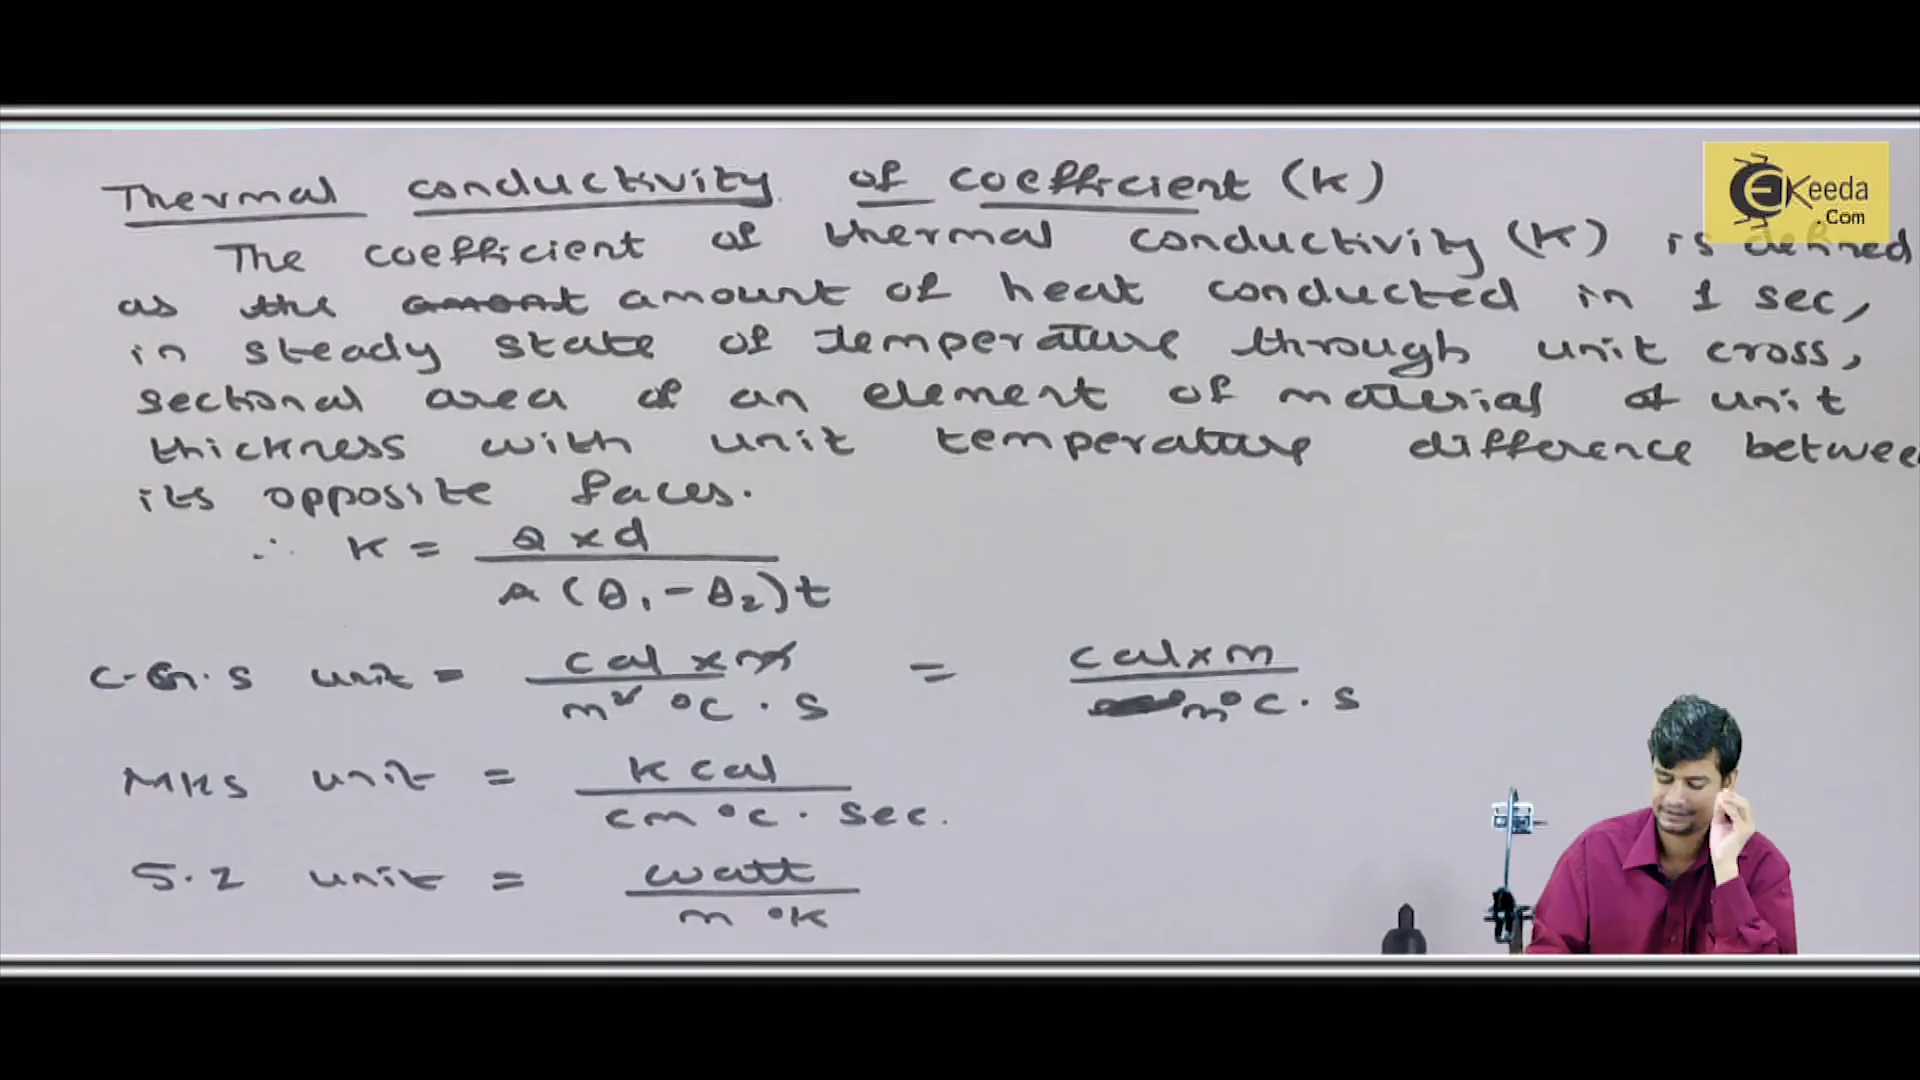 Keeda
.Com
Thermal conductivity of coefficient (K)
The coefficient of thermal conductivity (K) is defined
as the amont amount of heat conducted in 1 sec,
in steady state of temperature through unit cross,
sectional area of an element of material of unit
thickness with unit temperature difference betwee
its opposite faces.
∴ K = Q x d
A (θ₁ - θ₂) t
C.G.S unit = cal x m = cal x m
m² °C . S m °C . S
MKS unit = K cal
cm °C . Sec.
S.I unit = watt
m °K